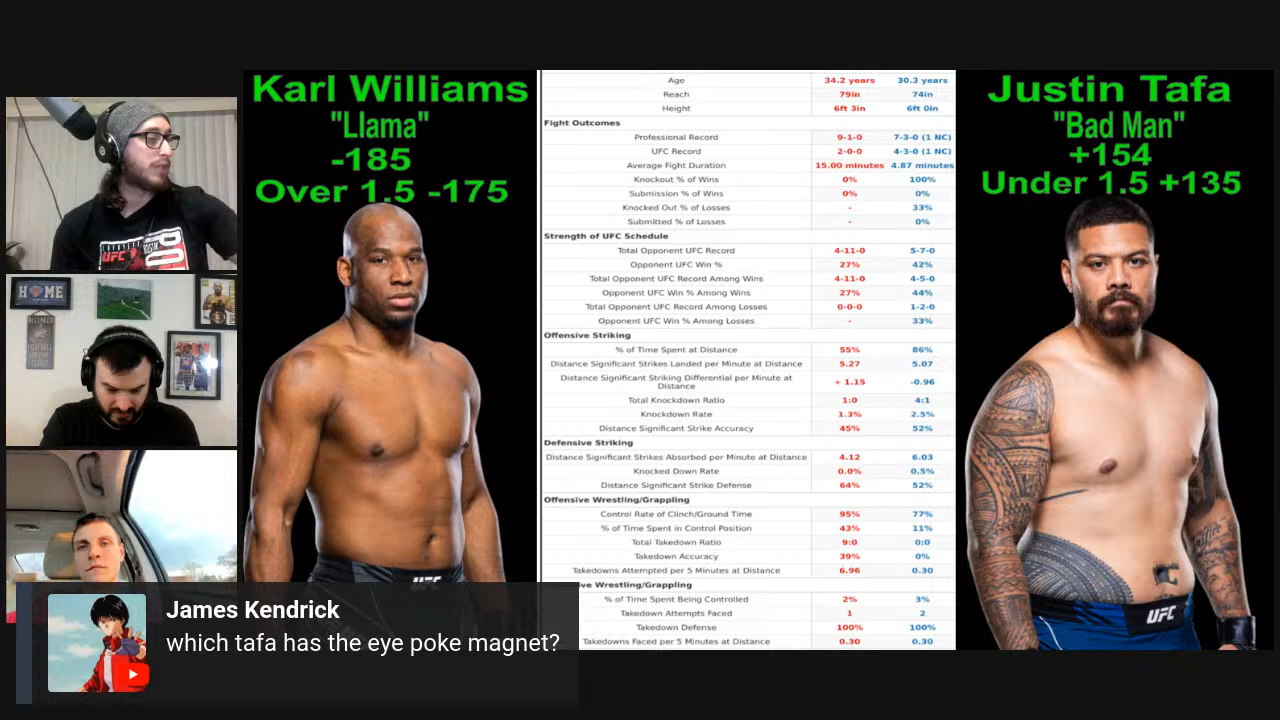 Karl Williams
"Llama"
-185
Over 1.5 -175
Justin Tafa
"Bad Man"
+154
Under 1.5 +135
Age 34.2 years 30.3 years
Reach 79in 74in
Height 6ft 3in 6ft 0in
Fight Outcomes
Professional Record 9-1-0 7-3-0 (1 NC)
UFC Record 2-0-0 4-3-0 (1 NC)
Average Fight Duration 15.00 minutes 4.87 minutes
Knockout % of Wins 0% 100%
Submission % of Wins 0% 0%
Knocked Out % of Losses - 33%
Submitted % of Losses - 0%
Strength of UFC Schedule
Total Opponent UFC Record 4-11-0 5-7-0
Opponent UFC Win % 27% 42%
Total Opponent UFC Record Among Wins 4-11-0 4-5-0
Opponent UFC Win % Among Wins 27% 44%
Total Opponent UFC Record Among Losses 0-0-0 1-2-0
Opponent UFC Win % Among Losses - 33%
Offensive Striking
% of Time Spent at Distance 55% 86%
Distance Significant Strikes Landed per Minute at Distance 5.27 5.07
Distance Significant Striking Differential per Minute at
Distance + 1.15 -0.96
Total Knockdown Ratio 1:0 4:1
Knockdown Rate 1.3% 2.5%
Distance Significant Strike Accuracy 45% 52%
Defensive Striking
Distance Significant Strikes Absorbed per Minute at Distance 4.12 6.03
Knocked Down Rate 0.0% 0.5%
Distance Significant Strike Defense 64% 52%
Offensive Wrestling/Grappling
Control Rate of Clinch/Ground Time 95% 77%
% of Time Spent in Control Position 43% 11%
Total Takedown Ratio 9:0 0:0
Takedown Accuracy 39% 0%
Takedowns Attempted per 5 Minutes at Distance 6.96 0.30
ve Wrestling/Grappling
% of Time Spent Being Controlled 2% 3%
Takedown Attempts Faced 1 2
Takedown Defense 100% 100%
Takedowns Faced per 5 Minutes at Distance 0.30 0.30
HOME
UFC
UFC
UFC
James Kendrick
which tafa has the eye poke magnet?